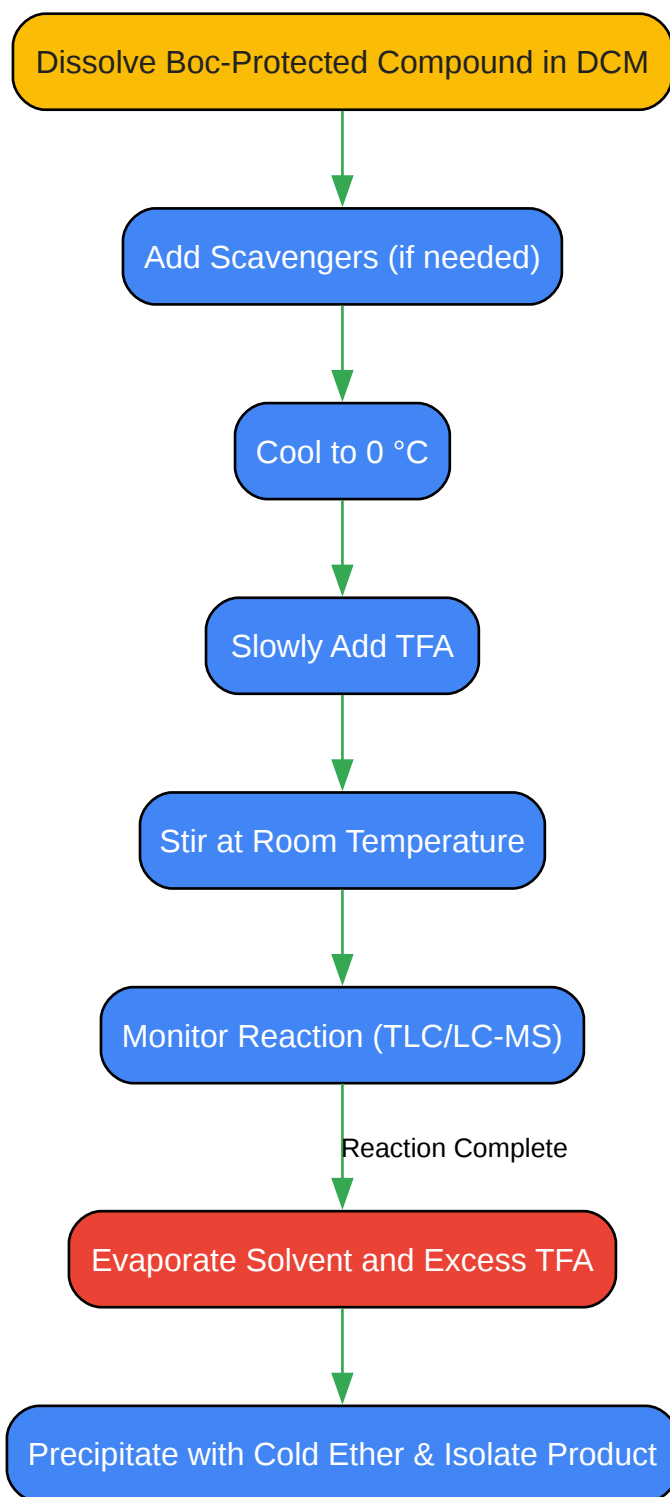 Dissolve Boc-Protected Compound in DCM
Add Scavengers (if needed)
Cool to 0 °C
Slowly Add TFA
Stir at Room Temperature
Monitor Reaction (TLC/LC-MS)
Reaction Complete
Evaporate Solvent and Excess TFA
Precipitate with Cold Ether & Isolate Product